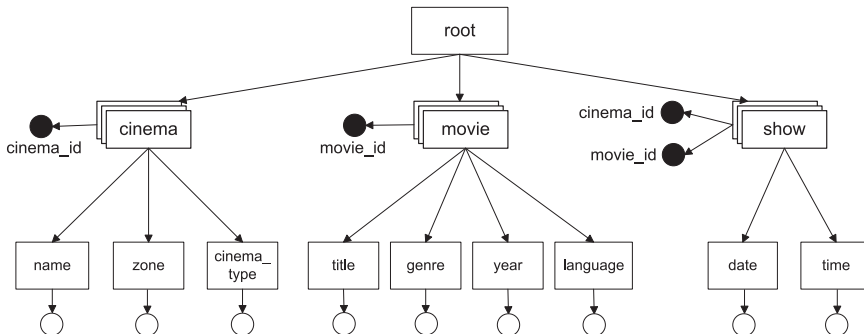 root
cinema
movie
show
cinema_id
movie_id
cinema_id
movie_id
name
zone
cinema_
type
title
genre
year
language
date
time